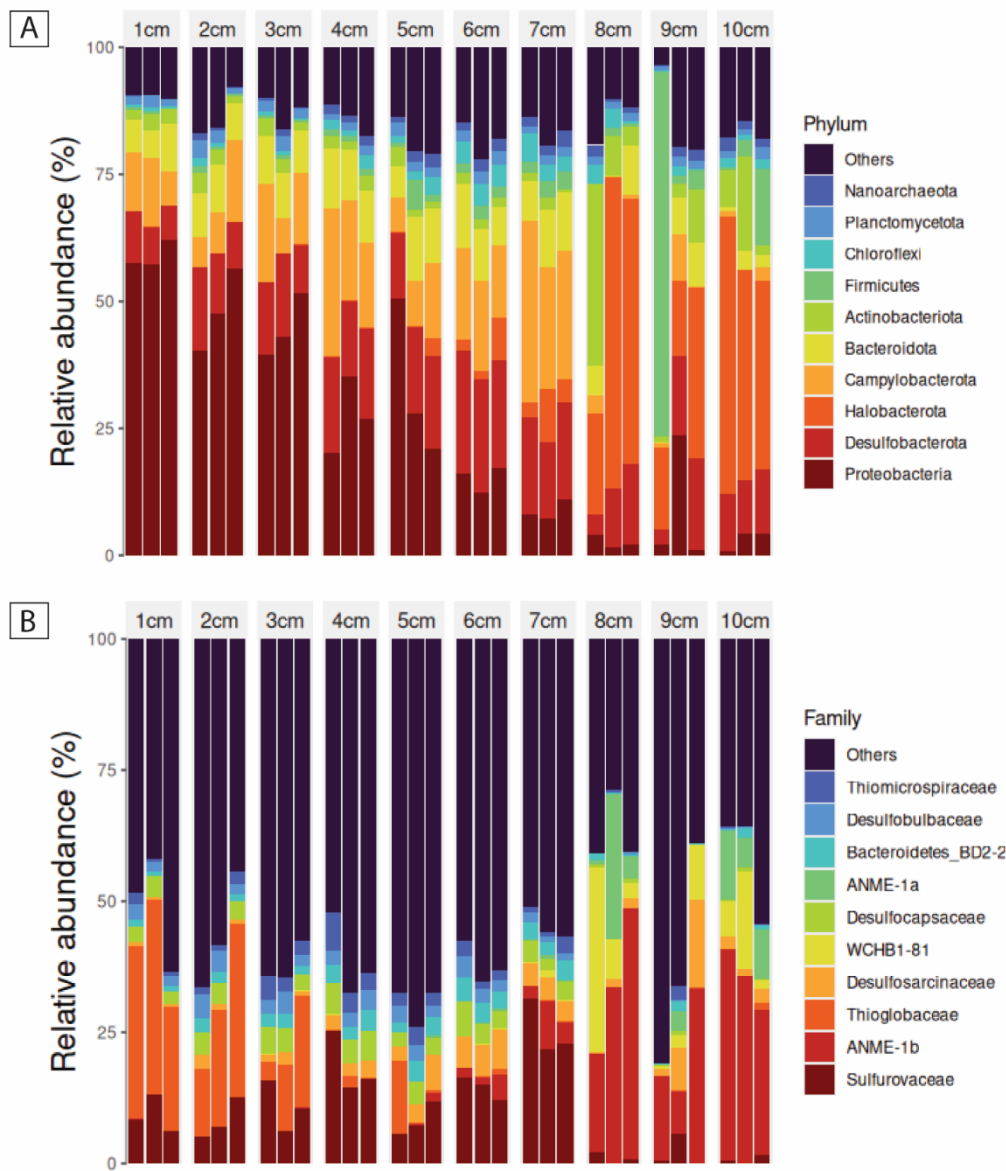 A
1cm 2cm 3cm 4cm 5cm 6cm 7cm 8cm 9cm 10cm
100
75
50
25
0
Relative abundance (%)
Phylum
Others
Nanoarchaeota
Planctomycetota
Chloroflexi
Firmicutes
Actinobacteriota
Bacteroidota
Campylobacterota
Halobacterota
Desulfobacterota
Proteobacteria
B
1cm 2cm 3cm 4cm 5cm 6cm 7cm 8cm 9cm 10cm
100
75
50
25
0
Relative abundance (%)
Family
Others
Thiomicrospiraceae
Desulfobulbaceae
Bacteroidetes_BD2-2
ANME-1a
Desulfocapsaceae
WCHB1-81
Desulfosarcinaceae
Thioglobaceae
ANME-1b
Sulfurovaceae